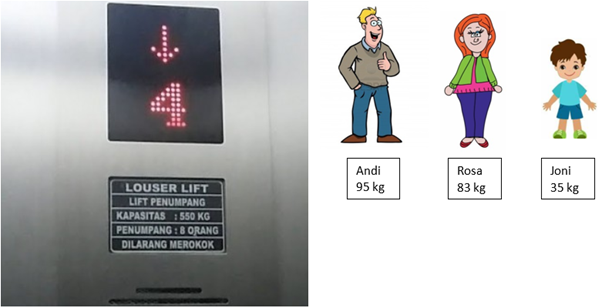 4
LOUSER LIFT
LIFT PENUMPANG
KAPASITAS : 550 KG
PENUMPANG : 8 ORANG
DILARANG MEROKOK
Andi
95 kg
Rosa
83 kg
Joni
35 kg